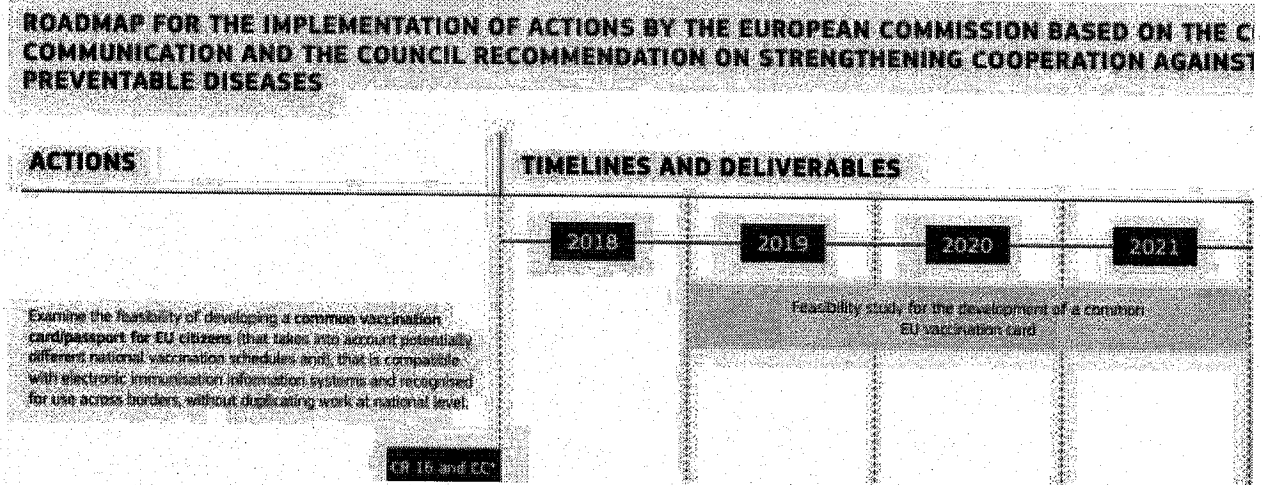 ROADMAP FOR THE IMPLEMENTATION OF ACTIONS BY THE EUROPEAN COMMISSION BASED ON THE
COMMUNICATION AND THE COUNCIL RECOMMENDATION ON STRENGTHENING COOPERATION AGAINST
PREVENTABLE DISEASES
ACTIONS
TIMELINES AND DELIVERABLES
2018
2019
2020
2021
Examine the feasibility of developing a common vaccination
card/passport for EU citizens (that takes into account potentially
different national vaccination schedules and), that is compatible
with electronic immunisation information systems and recognised
for use across borders, without duplicating work at national level.
Feasibility study for the development of a common
EU vaccination card
CR 16 and CC*